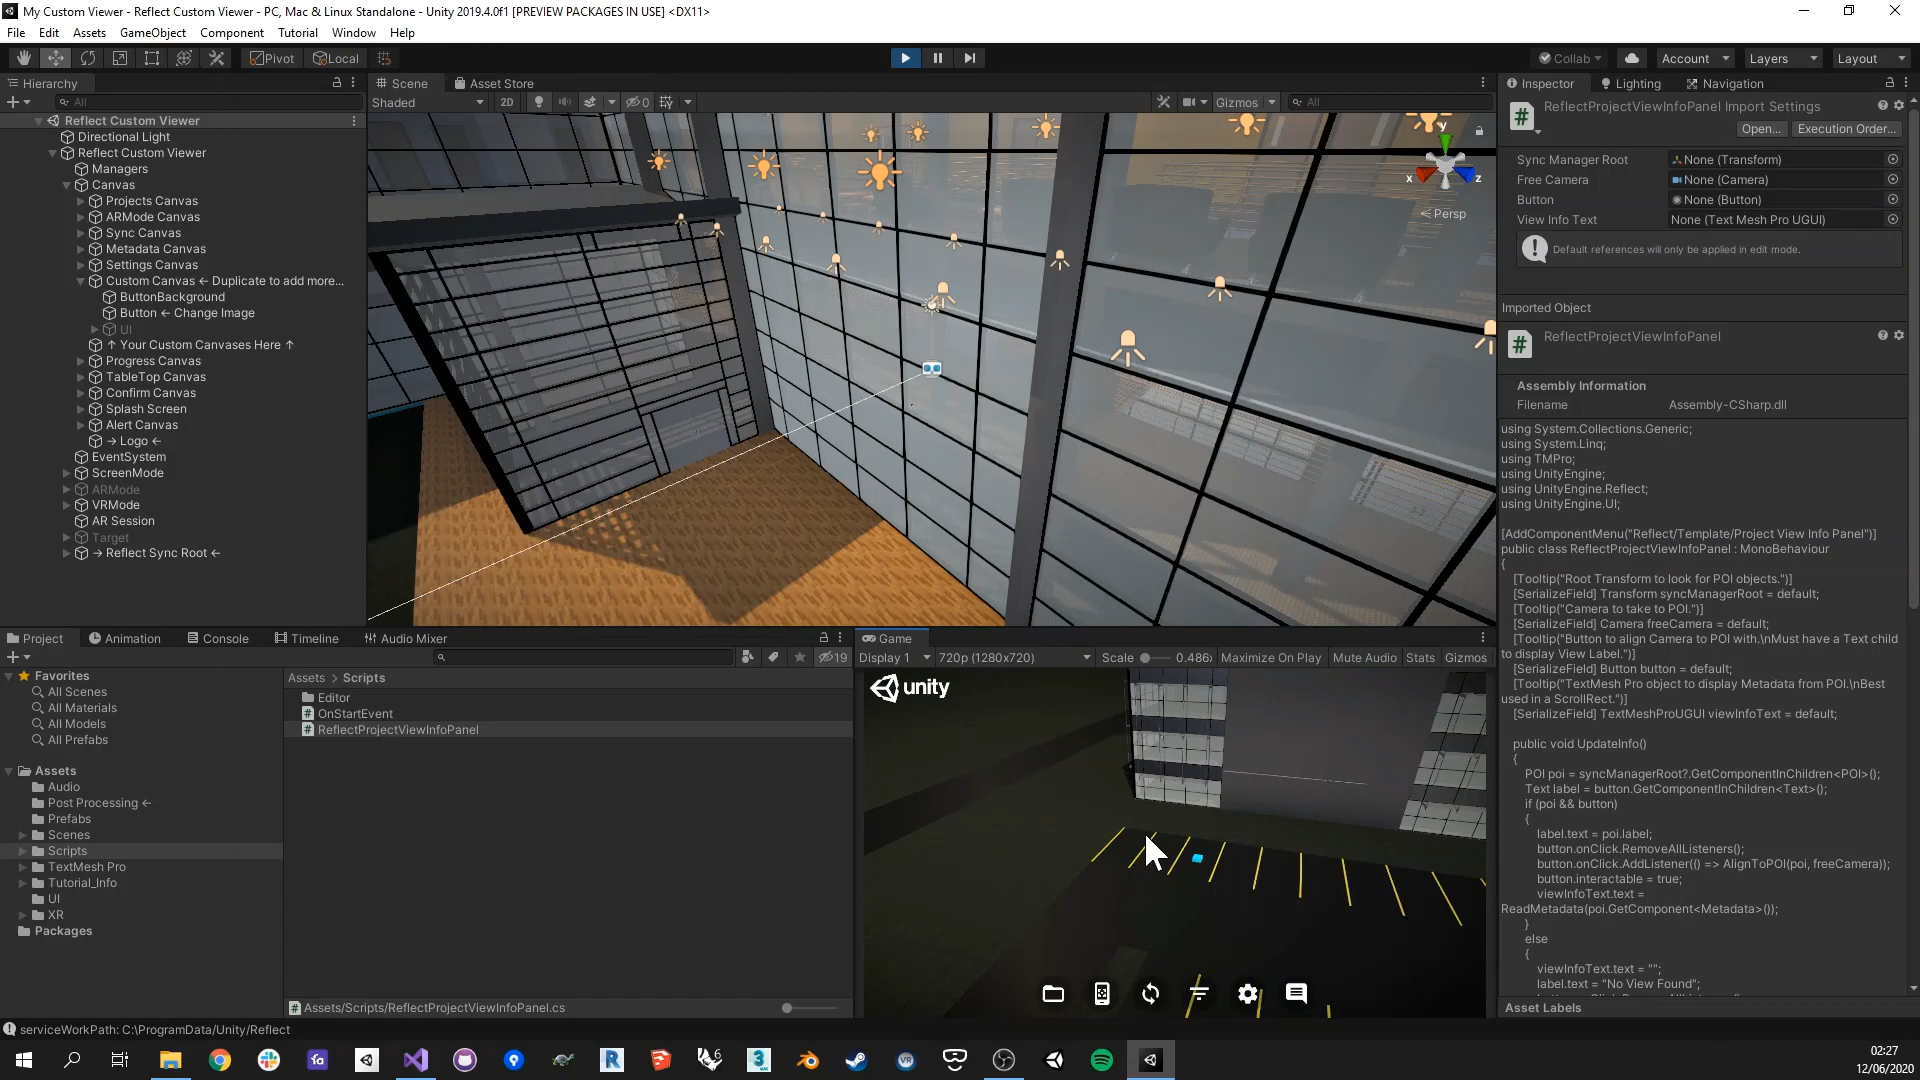 My Custom Viewer - Reflect Custom Viewer - PC, Mac & Linux Standalone - Unity 2019.4.0f1 [PREVIEW PACKAGES IN USE] <DX11>
File Edit Assets GameObject Component Tutorial Window Help
Pivot Local Collab Account Layers Layout
Hierarchy
All
Reflect Custom Viewer
Directional Light
Reflect Custom Viewer
Managers
Canvas
Projects Canvas
ARMode Canvas
Sync Canvas
Metadata Canvas
Settings Canvas
Custom Canvas ← Duplicate to add more...
ButtonBackground
Button ← Change Image
UI
↑ Your Custom Canvases Here ↑
Progress Canvas
TableTop Canvas
Confirm Canvas
Splash Screen
Alert Canvas
→ Logo ←
EventSystem
ScreenMode
ARMode
VRMode
AR Session
Target
→ Reflect Sync Root ←
Scene Asset Store
Shaded 2D 0 Gizmos All
y
x z
Persp
Inspector Lighting Navigation
ReflectProjectViewInfoPanel Import Settings
Open... Execution Order...
Sync Manager Root None (Transform)
Free Camera None (Camera)
Button None (Button)
View Info Text None (Text Mesh Pro UGUI)
Default references will only be applied in edit mode.
Imported Object
ReflectProjectViewInfoPanel
Assembly Information
Filename Assembly-CSharp.dll
using System.Collections.Generic;
using System.Linq;
using TMPro;
using UnityEngine;
using UnityEngine.Reflect;
using UnityEngine.UI;
[AddComponentMenu("Reflect/Template/Project View Info Panel")]
public class ReflectProjectViewInfoPanel : MonoBehaviour
{
[Tooltip("Root Transform to look for POI objects.")]
[SerializeField] Transform syncManagerRoot = default;
[Tooltip("Camera to take to POI.")]
[SerializeField] Camera freeCamera = default;
[Tooltip("Button to align Camera to POI with.\nMust have a Text child
to display View Label.")]
[SerializeField] Button button = default;
[Tooltip("TextMesh Pro object to display Metadata from POI.\nBest
used in a ScrollRect.")]
[SerializeField] TextMeshProUGUI viewInfoText = default;
public void UpdateInfo()
{
POI poi = syncManagerRoot?.GetComponentInChildren<POI>();
Text label = button.GetComponentInChildren<Text>();
if (poi && button)
{
label.text = poi.label;
button.onClick.RemoveAllListeners();
button.onClick.AddListener(() => AlignToPOI(poi, freeCamera));
button.interactable = true;
viewInfoText.text =
ReadMetadata(poi.GetComponent<Metadata>());
}
else
{
viewInfoText.text = "";
label.text = "No View Found";
Asset Labels
Project Animation Console Timeline Audio Mixer
19
Favorites
All Scenes
All Materials
All Models
All Prefabs
Assets
Audio
Post Processing ←
Prefabs
Scenes
Scripts
TextMesh Pro
Tutorial_Info
UI
XR
Packages
Assets > Scripts
Editor
OnStartEvent
ReflectProjectViewInfoPanel
Assets/Scripts/ReflectProjectViewInfoPanel.cs
Game
Display 1 720p (1280x720) Scale 0.486x Maximize On Play Mute Audio Stats Gizmos
unity
serviceWorkPath: C:\ProgramData/Unity/Reflect
02:27
12/06/2020